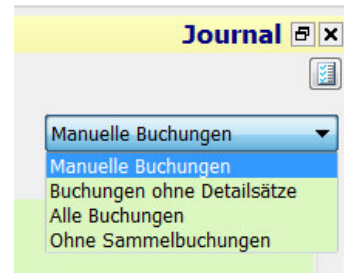 Journal
Manuelle Buchungen
Manuelle Buchungen
Buchungen ohne Detailsätze
Alle Buchungen
Ohne Sammelbuchungen